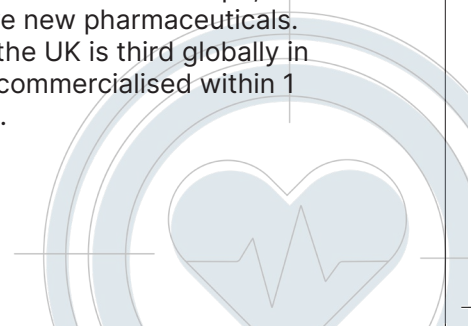 e new pharmaceuticals.
the UK is third globally in
commercialised within 1
.